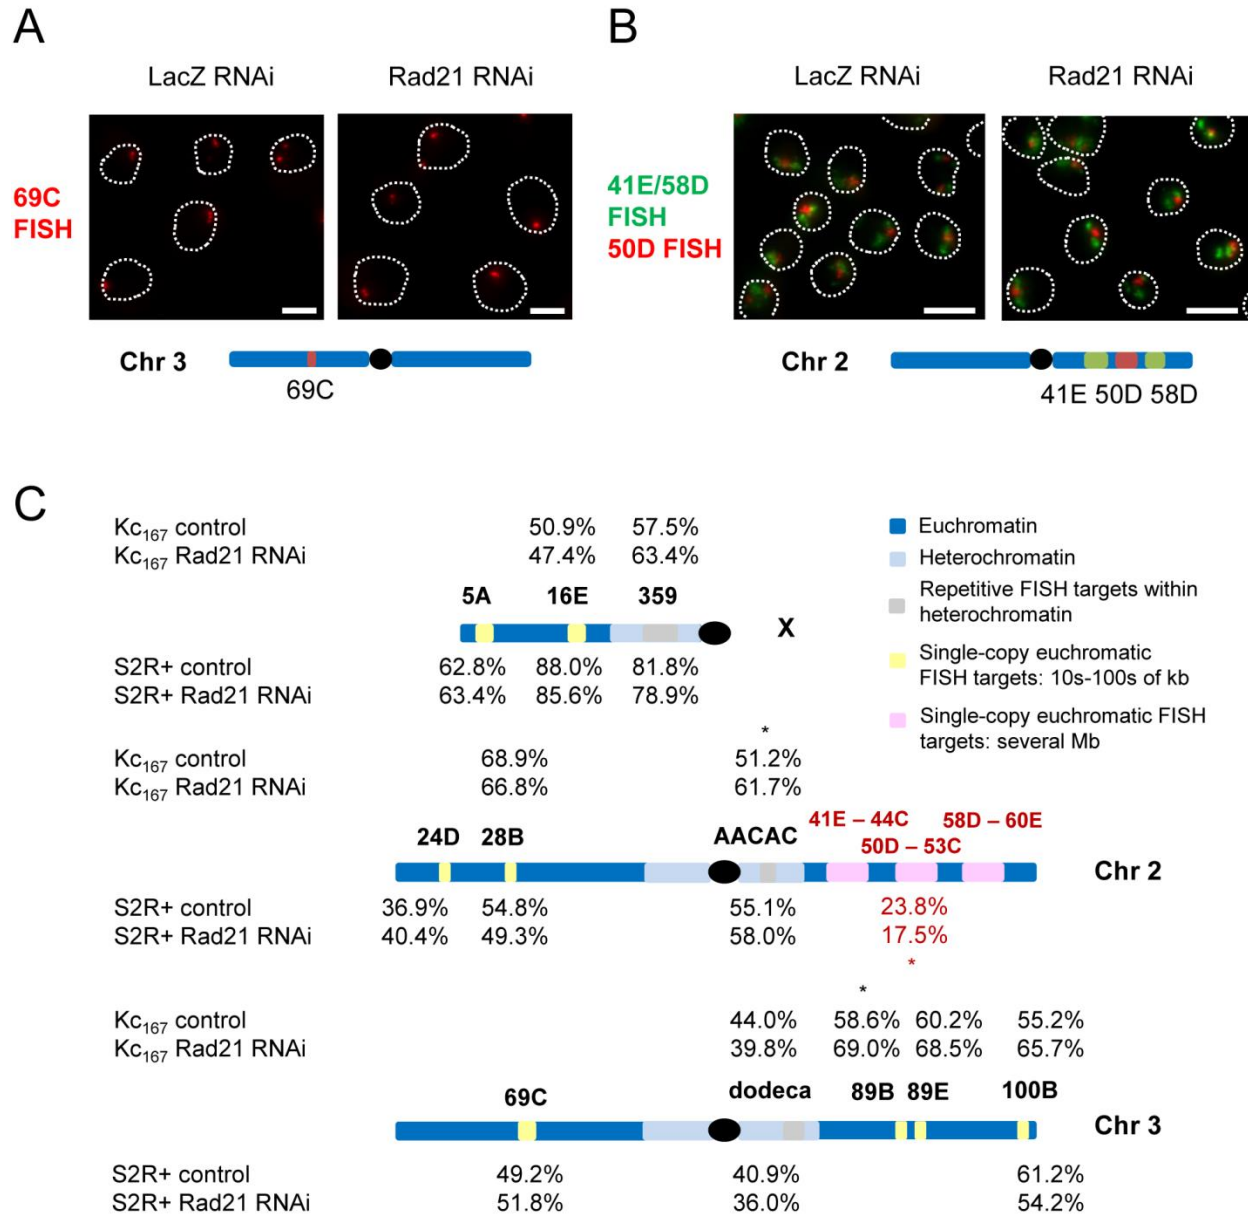 A
LacZ RNAi
Rad21 RNAi
69C
FISH
Chr 3
69C
B
LacZ RNAi
Rad21 RNAi
41E/58D
FISH
50D FISH
Chr 2
41E 50D 58D
C
Kc₁₆₇ control 50.9% 57.5%
Kc₁₆₇ Rad21 RNAi 47.4% 63.4%
5A 16E 359
X
S2R+ control 62.8% 88.0% 81.8%
S2R+ Rad21 RNAi 63.4% 85.6% 78.9%
Euchromatin
Heterochromatin
Repetitive FISH targets within
heterochromatin
Single-copy euchromatic
FISH targets: 10s-100s of kb
Single-copy euchromatic FISH
targets: several Mb
*
Kc₁₆₇ control 68.9% 51.2%
Kc₁₆₇ Rad21 RNAi 66.8% 61.7%
41E – 44C 58D – 60E
24D 28B AACAC 50D – 53C
Chr 2
S2R+ control 36.9% 54.8% 55.1% 23.8%
S2R+ Rad21 RNAi 40.4% 49.3% 58.0% 17.5%
*
*
Kc₁₆₇ control 44.0% 58.6% 60.2% 55.2%
Kc₁₆₇ Rad21 RNAi 39.8% 69.0% 68.5% 65.7%
69C dodeca 89B 89E 100B
Chr 3
S2R+ control 49.2% 40.9% 61.2%
S2R+ Rad21 RNAi 51.8% 36.0% 54.2%